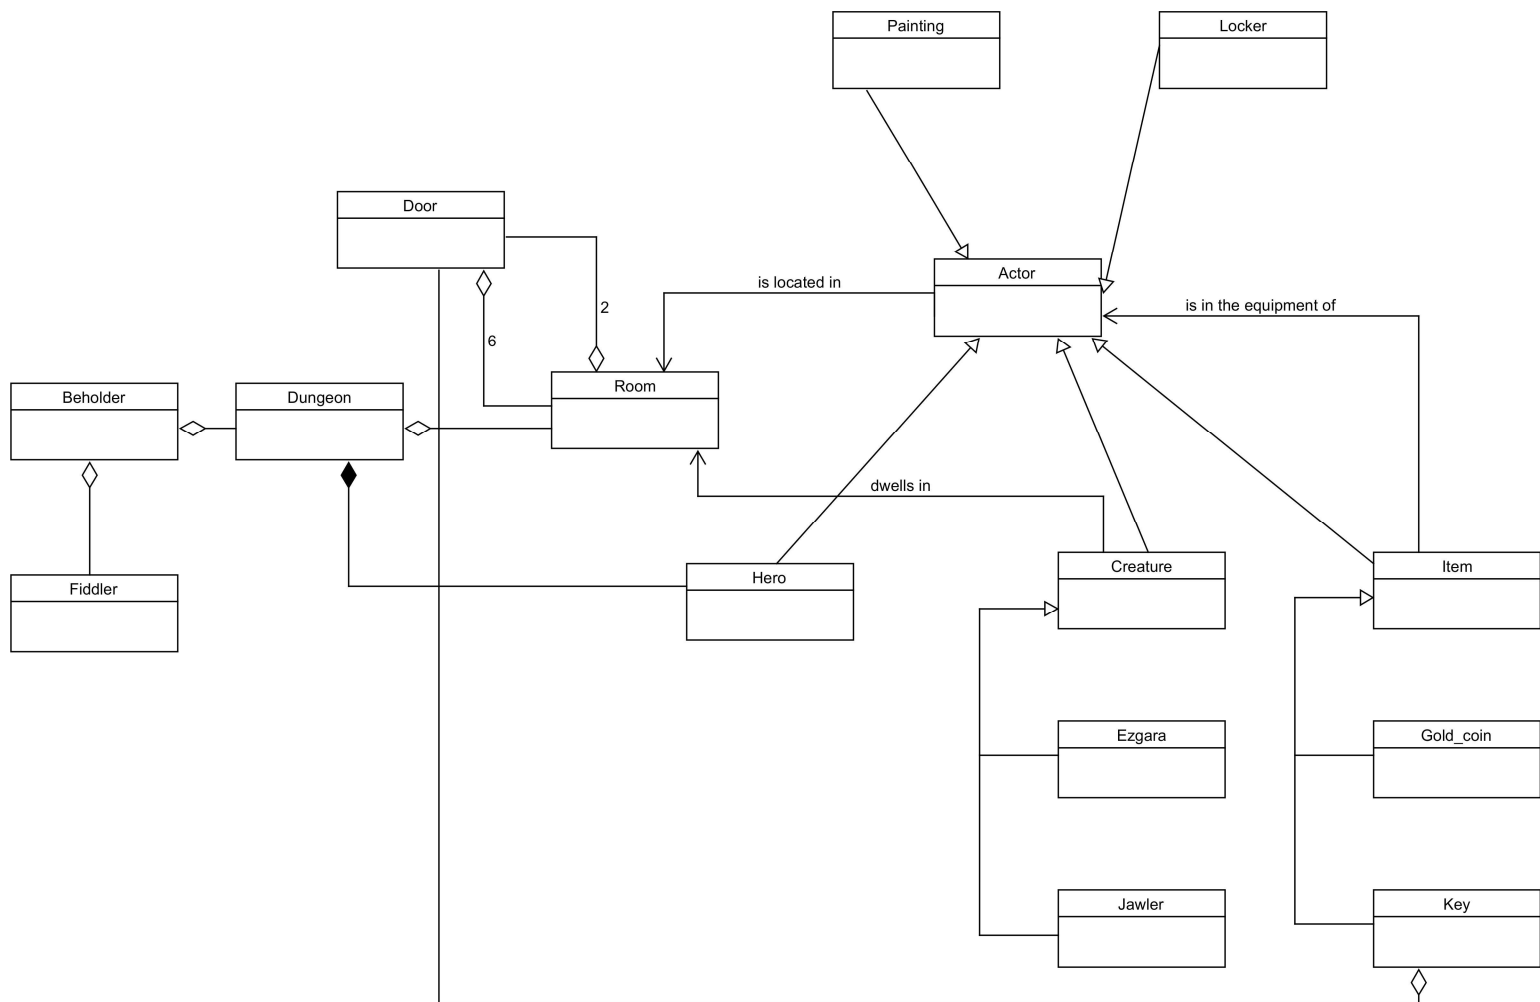 Painting
Locker
Door
Actor
is located in
is in the equipment of
2
6
Room
Beholder
Dungeon
dwells in
Creature
Item
Hero
Fiddler
Ezgara
Gold_coin
Jawler
Key